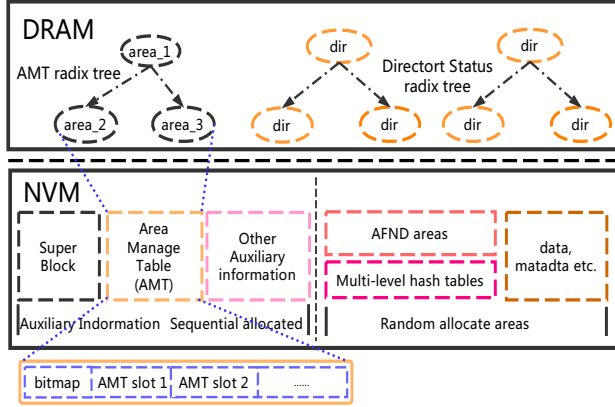 DRAM
area_1
dir
dir
AMT radix tree
Directort Status
radix tree
area_2
area_3
dir
dir
dir
dir
NVM
Super
Block
Area
Manage
Table
(AMT)
Other
Auxiliary
information
AFND areas
Multi-level hash tables
data,
matadta etc.
Auxiliary Indormation
Sequential allocated
Random allocate areas
bitmap
AMT slot 1
AMT slot 2
......